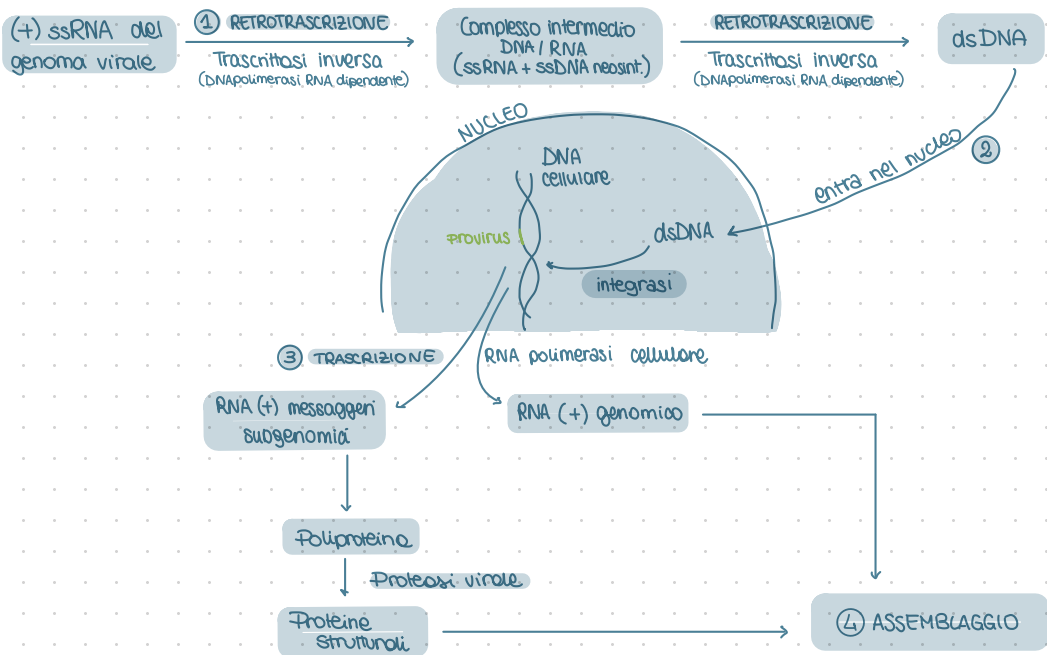 (+) ssRNA del
genoma virale
1 RETROTRASCRIZIONE
Trascrittasi inversa
(DNApolimerasi RNA dipendente)
Complesso intermedio
DNA / RNA
(ssRNA + ssDNA neosint.)
RETROTRASCRIZIONE
Trascrittasi inversa
(DNApolimerasi RNA dipendente)
dsDNA
2
entra nel nucleo
NUCLEO
DNA
cellulare
provirus
dsDNA
integrasi
3 TRASCRIZIONE
RNA polimerasi cellulare
RNA (+) messaggeri
subgenomici
RNA (+) genomico
Poliproteina
Proteasi virale
Proteine
strutturali
4 ASSEMBLAGGIO